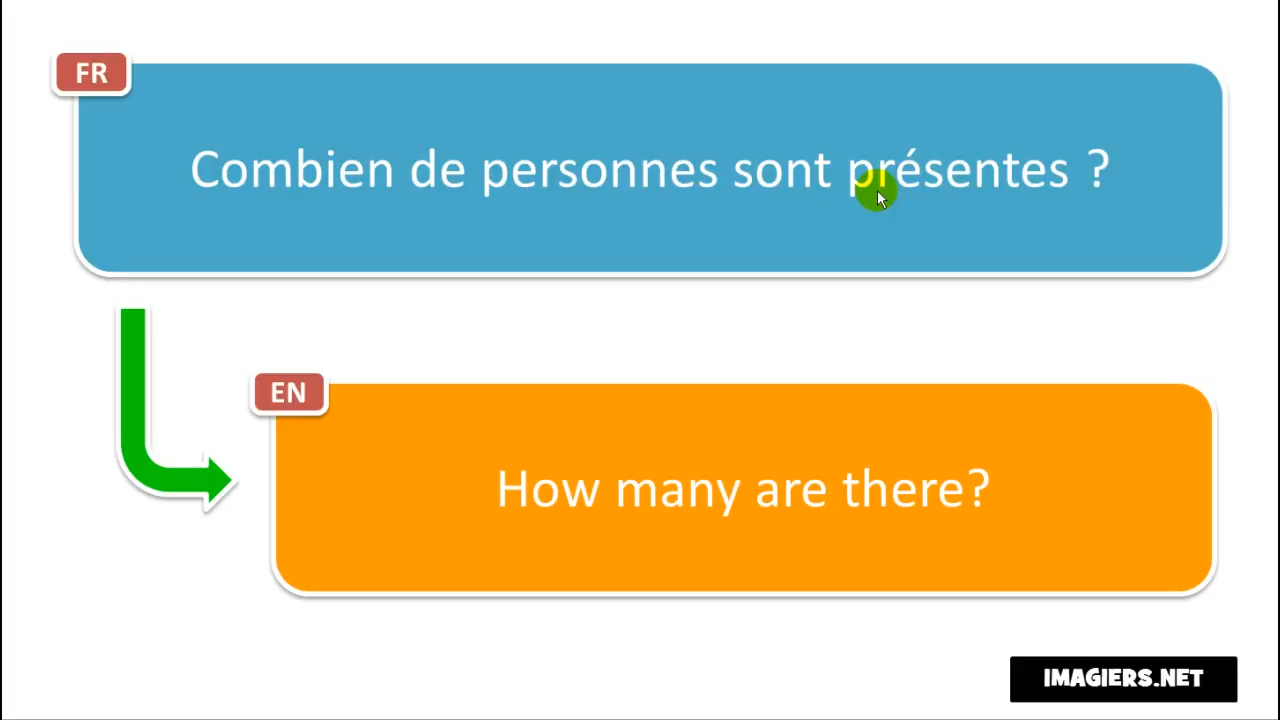 FR
Combien de personnes sont présentes ?
EN
How many are there?
IMAGIERS.NET